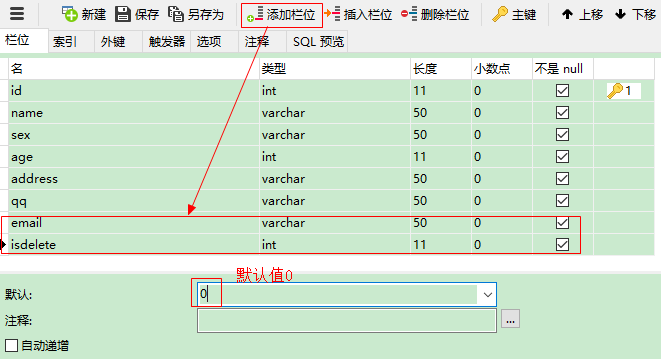 新建 保存 另存为 添加栏位 插入栏位 删除栏位 主键 上移 下移
栏位 索引 外键 触发器 选项 注释 SQL 预览
名 类型 长度 小数点 不是 null
id int 11 0 1
name varchar 50 0
sex varchar 50 0
age int 11 0
address varchar 50 0
qq varchar 50 0
email varchar 50 0
isdelete int 11 0
默认值0
默认: 0
注释: ...
自动递增